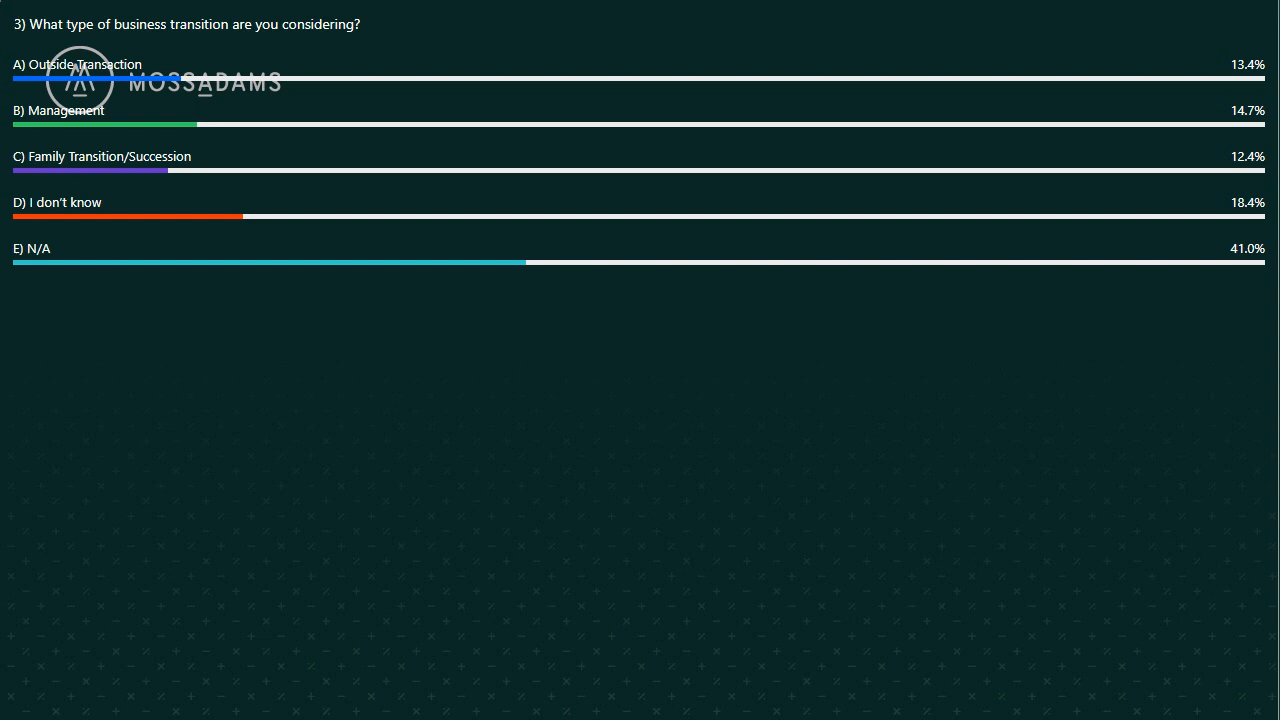 3) What type of business transition are you considering?
A) Outside Transaction 13.4%
MOSSADAMS
B) Management 14.7%
C) Family Transition/Succession 12.4%
D) I don’t know 18.4%
E) N/A 41.0%